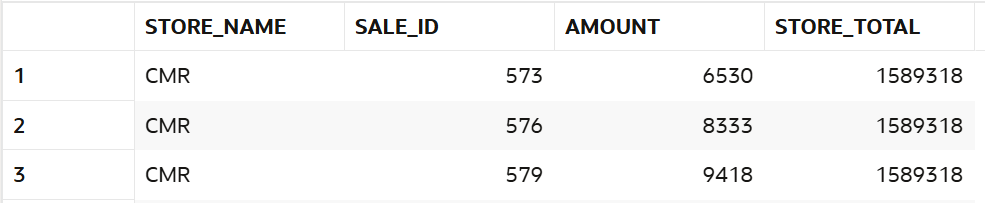 STORE_NAME SALE_ID AMOUNT STORE_TOTAL
1 CMR 573 6530 1589318
2 CMR 576 8333 1589318
3 CMR 579 9418 1589318